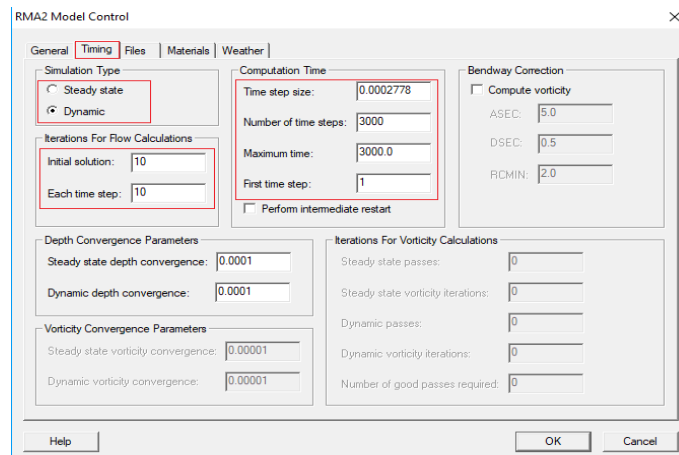 RMA2 Model Control
General Timing Files Materials Weather
Simulation Type
Steady state
Dynamic
Iterations For Flow Calculations
Initial solution: 10
Each time step: 10
Computation Time
Time step size: 0.0002778
Number of time steps: 3000
Maximum time: 3000.0
First time step: 1
Perform intermediate restart
Bendway Correction
Compute vorticity
ASEC: 5.0
DSEC: 0.5
RCMIN: 2.0
Depth Convergence Parameters
Steady state depth convergence: 0.0001
Dynamic depth convergence: 0.0001
Vorticity Convergence Parameters
Steady state vorticity convergence: 0.00001
Dynamic vorticity convergence: 0.00001
Iterations For Vorticity Calculations
Steady state passes: 0
Steady state vorticity iterations: 0
Dynamic passes: 0
Dynamic vorticity iterations: 0
Number of good passes required: 0
Help OK Cancel